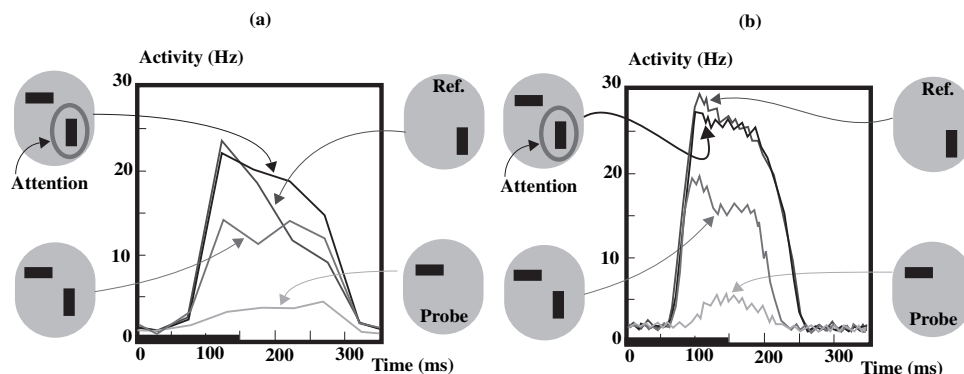 (a)
Activity (Hz)
30
20
10
0
0 100 200 300
Time (ms)
Attention
Ref.
Probe
(b)
Activity (Hz)
30
20
10
0
0 100 200 300
Time (ms)
Attention
Ref.
Probe